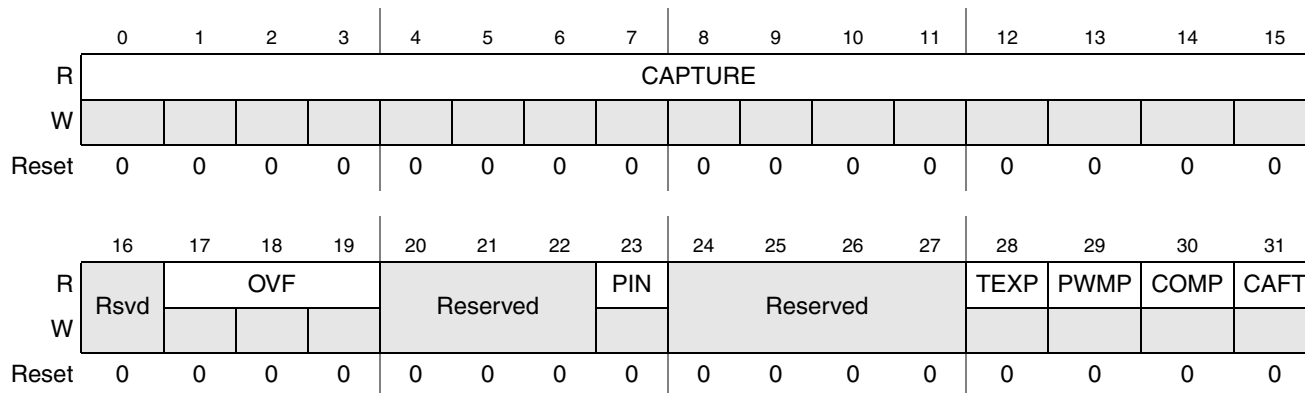 0 1 2 3 4 5 6 7 8 9 10 11 12 13 14 15
R CAPTURE
W
Reset 0 0 0 0 0 0 0 0 0 0 0 0 0 0 0 0
16 17 18 19 20 21 22 23 24 25 26 27 28 29 30 31
R Rsvd OVF Reserved PIN Reserved TEXP PWMP COMP CAFT
W
Reset 0 0 0 0 0 0 0 0 0 0 0 0 0 0 0 0